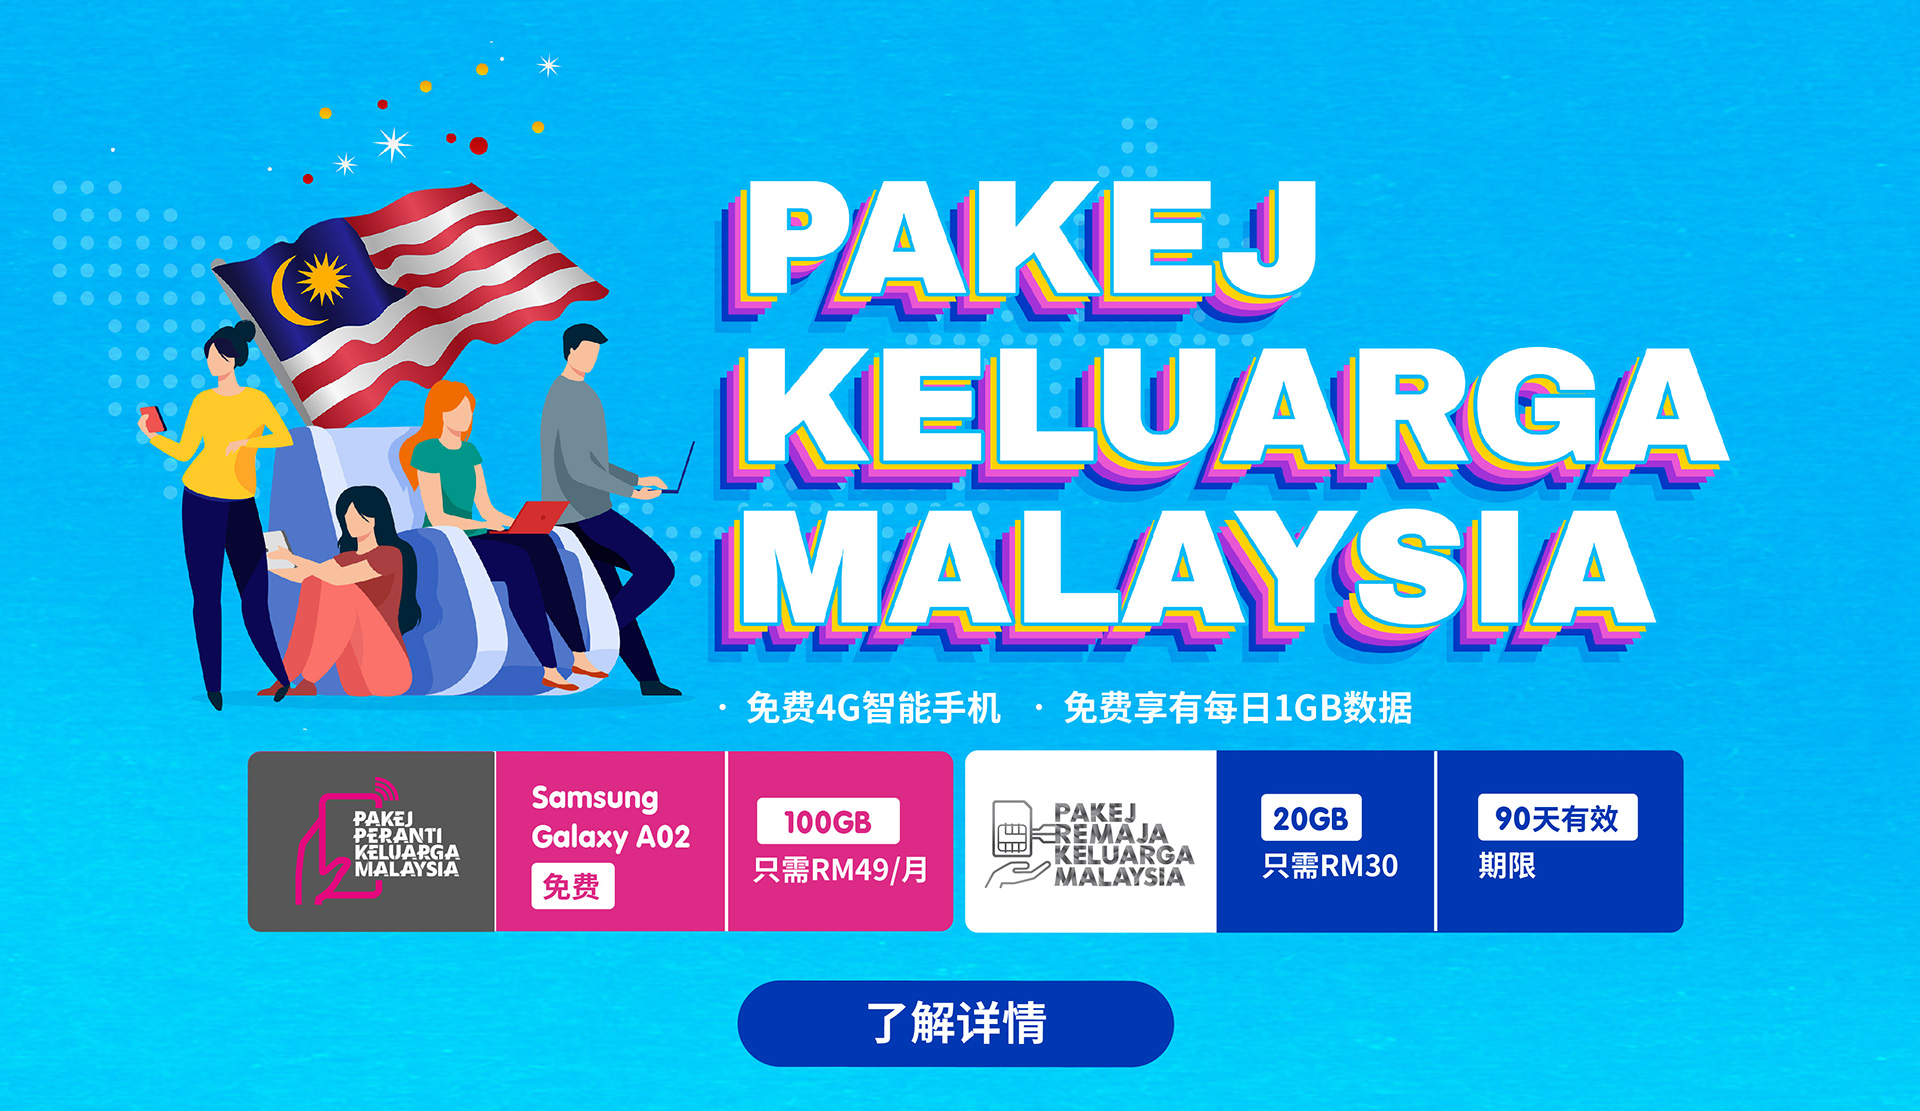 PAKEJ
KELUARGA
MALAYSIA
· 免费4G智能手机 · 免费享有每日1GB数据
PAKEJ
PERANTI
KELUARGA
MALAYSIA
Samsung
Galaxy A02
免费
100GB
只需RM49/月
PAKEJ
REMAJA
KELUARGA
MALAYSIA
20GB
只需RM30
90天有效
期限
了解详情